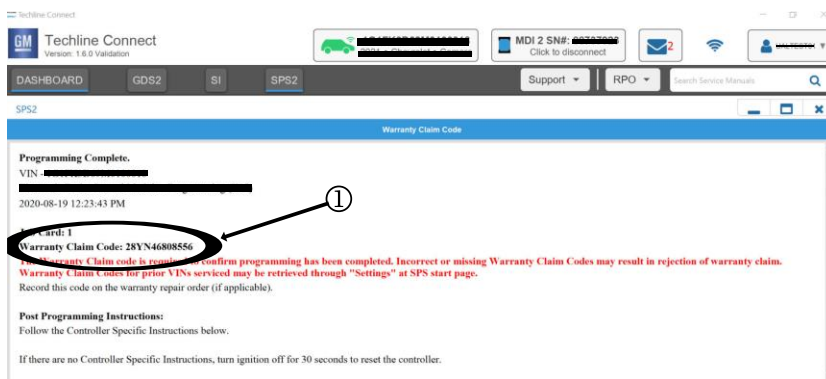 Techline Connect
GM
Techline Connect
Version: 1.6.0 Validation
MDI 2 SN#:
Click to disconnect
2
DASHBOARD
GDS2
SI
SPS2
Support
RPO
Search Service Manuals
SPS2
Warranty Claim Code
Programming Complete.
VIN -
2020-08-19 12:23:43 PM
①
Card: 1
Warranty Claim Code: 28YN46808556
Warranty Claim code is required to confirm programming has been completed. Incorrect or missing Warranty Claim Codes may result in rejection of warranty claim.
Warranty Claim Codes for prior VINs serviced may be retrieved through "Settings" at SPS start page.
Record this code on the warranty repair order (if applicable).
Post Programming Instructions:
Follow the Controller Specific Instructions below.
If there are no Controller Specific Instructions, turn ignition off for 30 seconds to reset the controller.